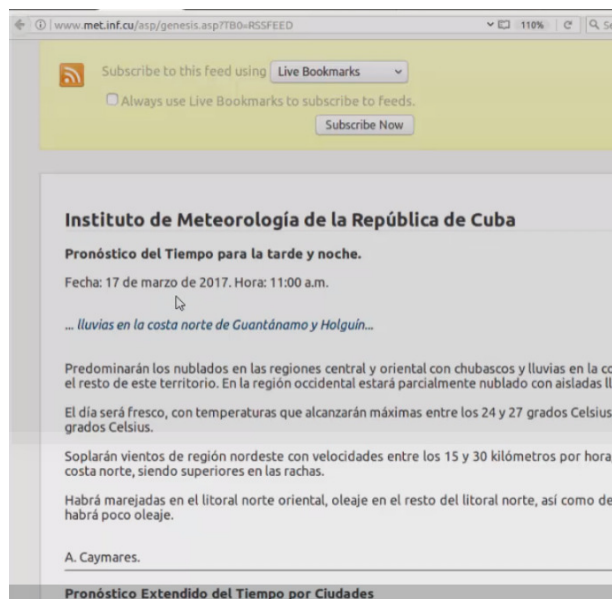 www.met.inf.cu/asp/genesis.asp?TB0=RSSFEED
110%
Subscribe to this feed using Live Bookmarks
Always use Live Bookmarks to subscribe to feeds.
Subscribe Now
Instituto de Meteorología de la República de Cuba
Pronóstico del Tiempo para la tarde y noche.
Fecha: 17 de marzo de 2017. Hora: 11:00 a.m.
... lluvias en la costa norte de Guantánamo y Holguín...
Predominarán los nublados en las regiones central y oriental con chubascos y lluvias en la
el resto de este territorio. En la región occidental estará parcialmente nublado con aisladas
El día será fresco, con temperaturas que alcanzarán máximas entre los 24 y 27 grados Celsius
grados Celsius.
Soplarán vientos de región nordeste con velocidades entre los 15 y 30 kilómetros por hora,
costa norte, siendo superiores en las rachas.
Habrá marejadas en el litoral norte oriental, oleaje en el resto del litoral norte, así como de
habrá poco oleaje.
A. Caymares.
Pronóstico Extendido del Tiempo por Ciudades